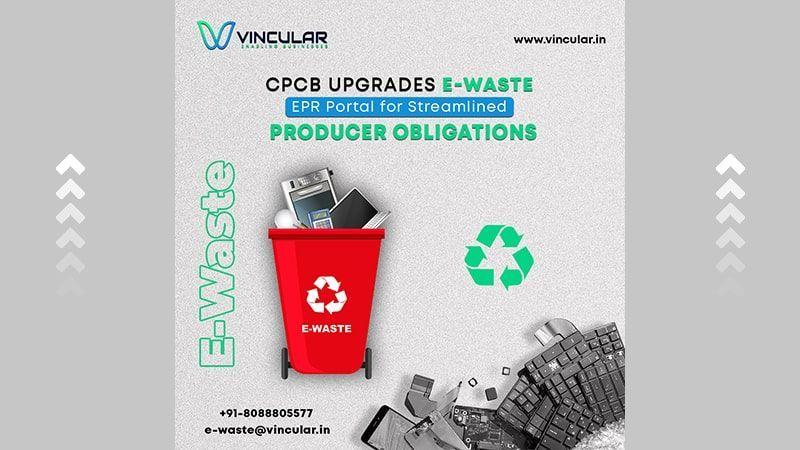 VINCULAR
ENABLING BUSINESSES
www.vincular.in
CPCB UPGRADES E-WASTE
EPR Portal for Streamlined
PRODUCER OBLIGATIONS
E-Waste
E-WASTE
+91-8088805577
e-waste@vincular.in